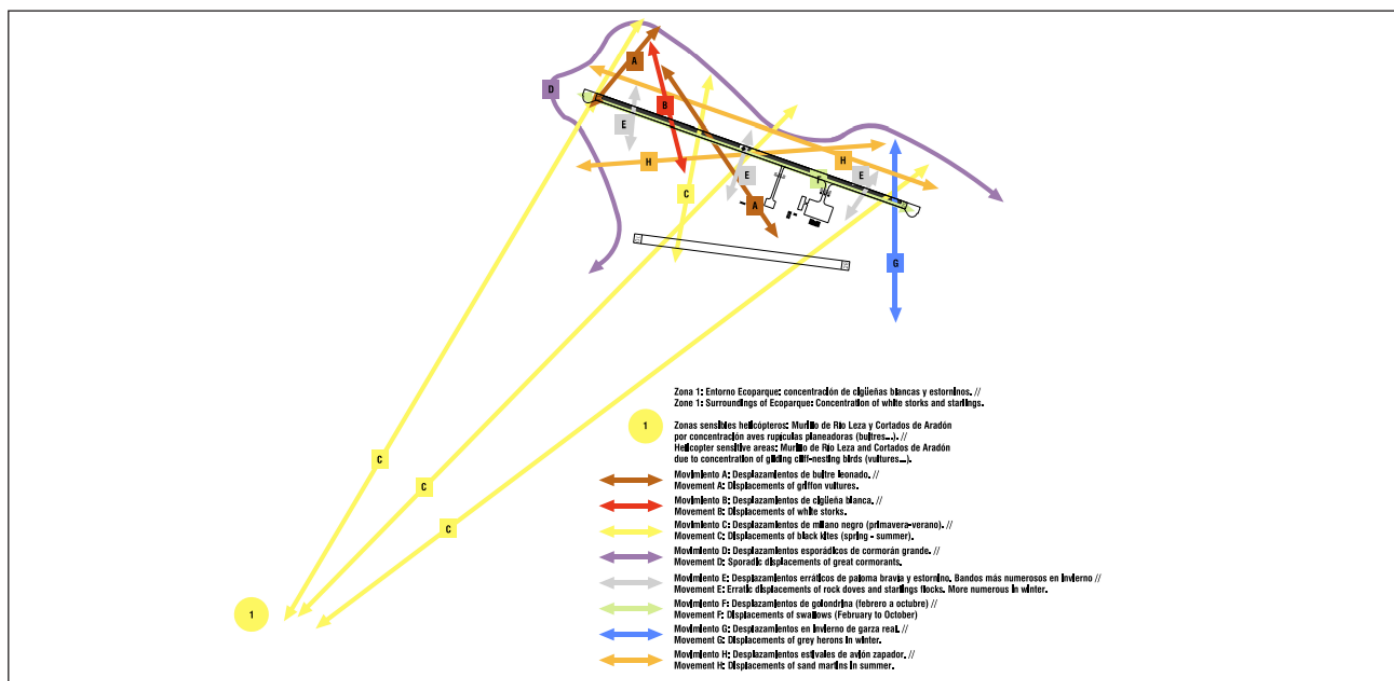 A
D
B
E
H
H
E
E
F
C
A
G
C
C
C
1
Zona 1: Entorno Ecoparque: concentración de cigüeñas blancas y estorninos. //
Zone 1: Surroundings of Ecoparque: Concentration of white storks and starlings.
1
Zonas sensibles helicópteros: Murillo de Río Leza y Cortados de Aradón
por concentración aves rupículas planeadoras (buitres...). //
Helicopter sensitive areas: Murillo de Río Leza and Cortados de Aradón
due to concentration of gliding cliff-nesting birds (vultures...).
Movimiento A: Desplazamientos de buitre leonado. //
Movement A: Displacements of griffon vultures.
Movimiento B: Desplazamientos de cigüeña blanca. //
Movement B: Displacements of white storks.
Movimiento C: Desplazamientos de milano negro (primavera-verano). //
Movement C: Displacements of black kites (spring - summer).
Movimiento D: Desplazamientos esporádicos de cormorán grande. //
Movement D: Sporadic displacements of great cormorants.
Movimiento E: Desplazamientos erráticos de paloma bravía y estornino. Bandos más numerosos en invierno //
Movement E: Erratic displacements of rock doves and starlings flocks. More numerous in winter.
Movimiento F: Desplazamientos de golondrina (febrero a octubre) //
Movement F: Displacements of swallows (February to October)
Movimiento G: Desplazamientos en invierno de garza real. //
Movement G: Displacements of grey herons in winter.
Movimiento H: Desplazamientos estivales de avión zapador. //
Movement H: Displacements of sand martins in summer.